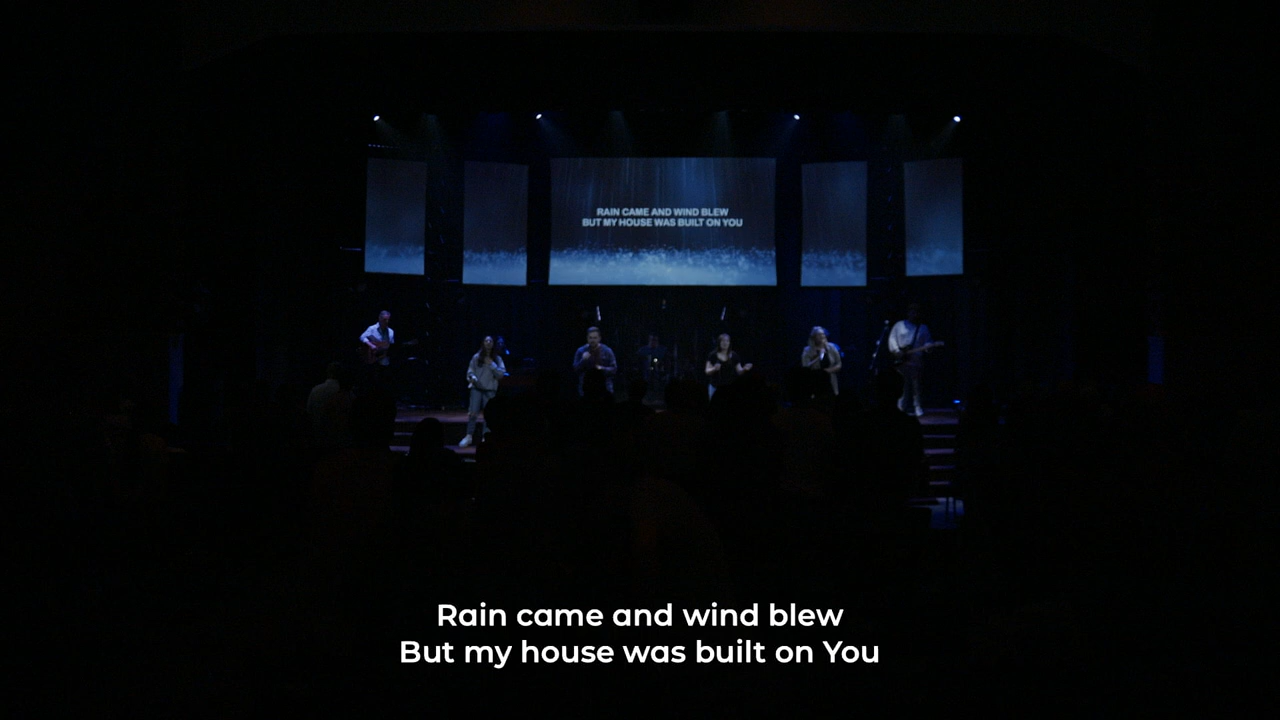 RAIN CAME AND WIND BLEW
BUT MY HOUSE WAS BUILT ON YOU
Rain came and wind blew
But my house was built on You